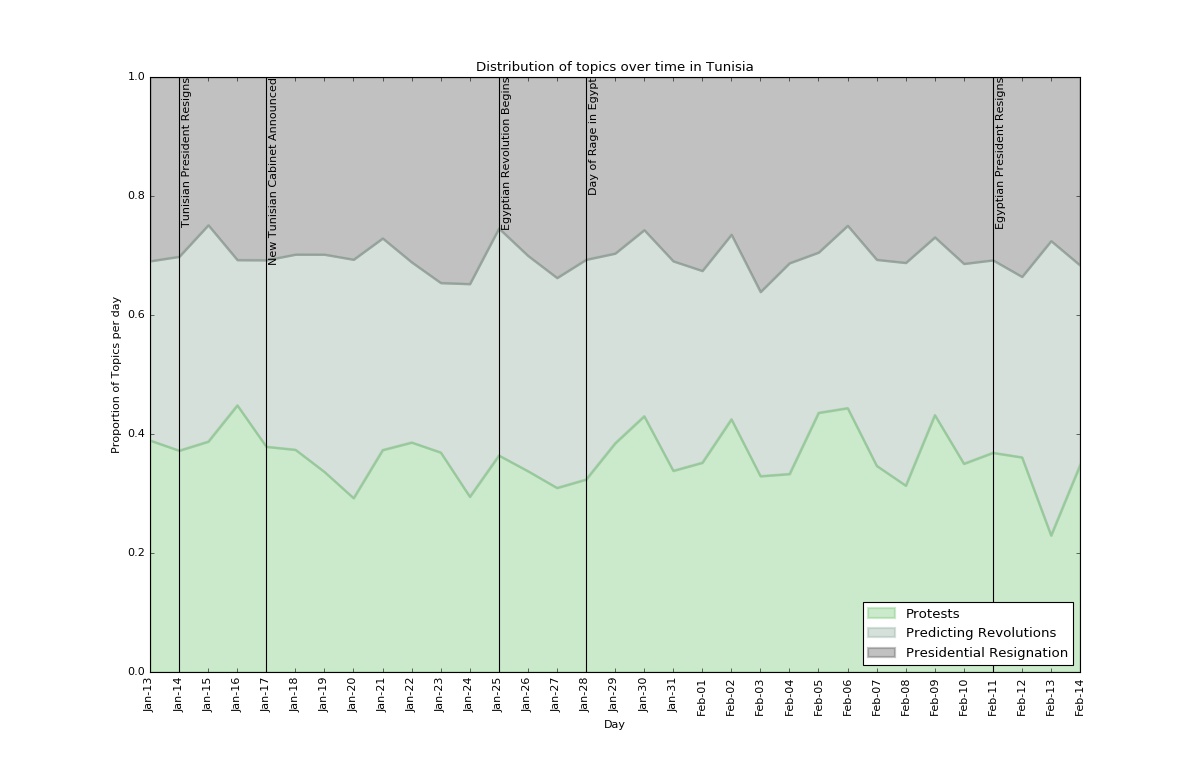 Distribution of topics over time in Tunisia
1.0
0.8
0.6
0.4
0.2
0.0
Proportion of Topics per day
Tunisian President Resigns
New Tunisian Cabinet Announced
Egyptian Revolution Begins
Day of Rage in Egypt
Egyptian President Resigns
Protests
Predicting Revolutions
Presidential Resignation
Jan-13
Jan-14
Jan-15
Jan-16
Jan-17
Jan-18
Jan-19
Jan-20
Jan-21
Jan-22
Jan-23
Jan-24
Jan-25
Jan-26
Jan-27
Jan-28
Jan-29
Jan-30
Jan-31
Feb-01
Feb-02
Feb-03
Feb-04
Feb-05
Feb-06
Feb-07
Feb-08
Feb-09
Feb-10
Feb-11
Feb-12
Feb-13
Feb-14
Day